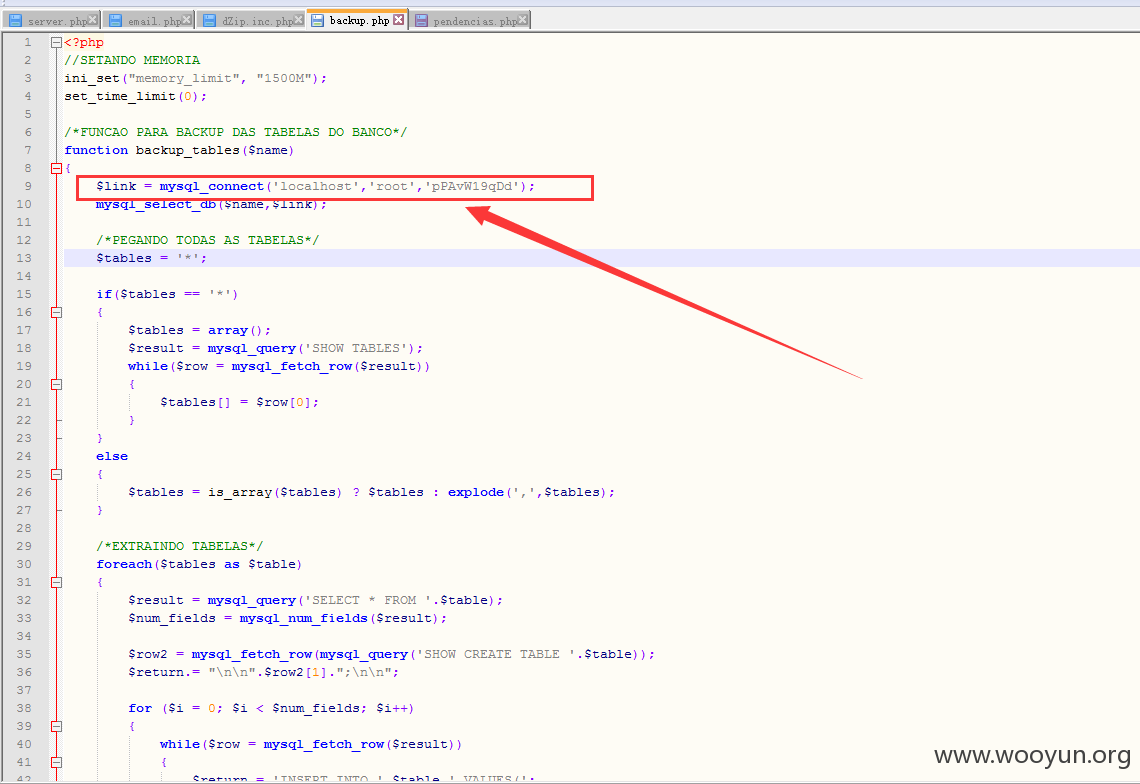 server.php email.php dZip.inc.php backup.php pendencias.php
1 <?php
2 //SETANDO MEMORIA
3 ini_set("memory_limit", "1500M");
4 set_time_limit(0);
5
6 /*FUNCAO PARA BACKUP DAS TABELAS DO BANCO*/
7 function backup_tables($name)
8 {
9 $link = mysql_connect('localhost','root','pPAvW19qDd');
10 mysql_select_db($name,$link);
11
12 /*PEGANDO TODAS AS TABELAS*/
13 $tables = '*';
14
15 if($tables == '*')
16 {
17 $tables = array();
18 $result = mysql_query('SHOW TABLES');
19 while($row = mysql_fetch_row($result))
20 {
21 $tables[] = $row[0];
22 }
23 }
24 else
25 {
26 $tables = is_array($tables) ? $tables : explode(',',$tables);
27 }
28
29 /*EXTRAINDO TABELAS*/
30 foreach($tables as $table)
31 {
32 $result = mysql_query('SELECT * FROM '.$table);
33 $num_fields = mysql_num_fields($result);
34
35 $row2 = mysql_fetch_row(mysql_query('SHOW CREATE TABLE '.$table));
36 $return.= "\n\n".$row2[1].";\n\n";
37
38 for ($i = 0; $i < $num_fields; $i++)
39 {
40 while($row = mysql_fetch_row($result))
41 {
42 $return.= 'INSERT INTO '.$table.' VALUES(';
www.wooyun.org